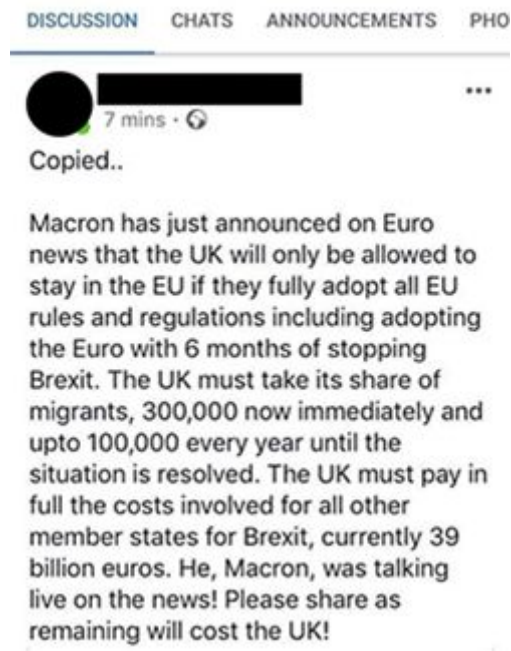 DISCUSSION CHATS ANNOUNCEMENTS PHO
7 mins ·
Copied..
Macron has just announced on Euro
news that the UK will only be allowed to
stay in the EU if they fully adopt all EU
rules and regulations including adopting
the Euro with 6 months of stopping
Brexit. The UK must take its share of
migrants, 300,000 now immediately and
upto 100,000 every year until the
situation is resolved. The UK must pay in
full the costs involved for all other
member states for Brexit, currently 39
billion euros. He, Macron, was talking
live on the news! Please share as
remaining will cost the UK!